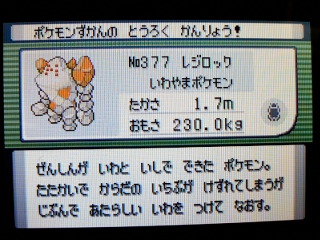 ポケモンずかんの とうろく かんりょう!
No377 レジロック
いわやまポケモン
たかさ 1.7m
おもさ 230.0kg
ぜんしんが いわと いしで できた ポケモン。
たたかいで からだの いちぶが けずれてしまうが
じぶんで あたらしい いわを つけて なおす。